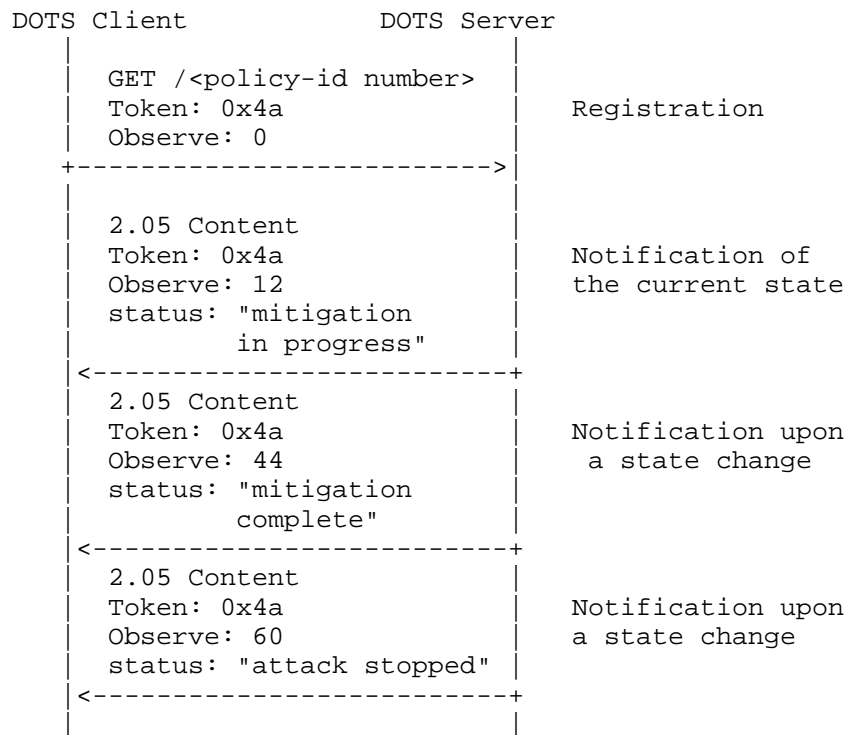 DOTS Client DOTS Server
GET /<policy-id number>
Token: 0x4a Registration
Observe: 0
2.05 Content
Token: 0x4a Notification of
Observe: 12 the current state
status: "mitigation
in progress"
2.05 Content
Token: 0x4a Notification upon
Observe: 44 a state change
status: "mitigation
complete"
2.05 Content
Token: 0x4a Notification upon
Observe: 60 a state change
status: "attack stopped"